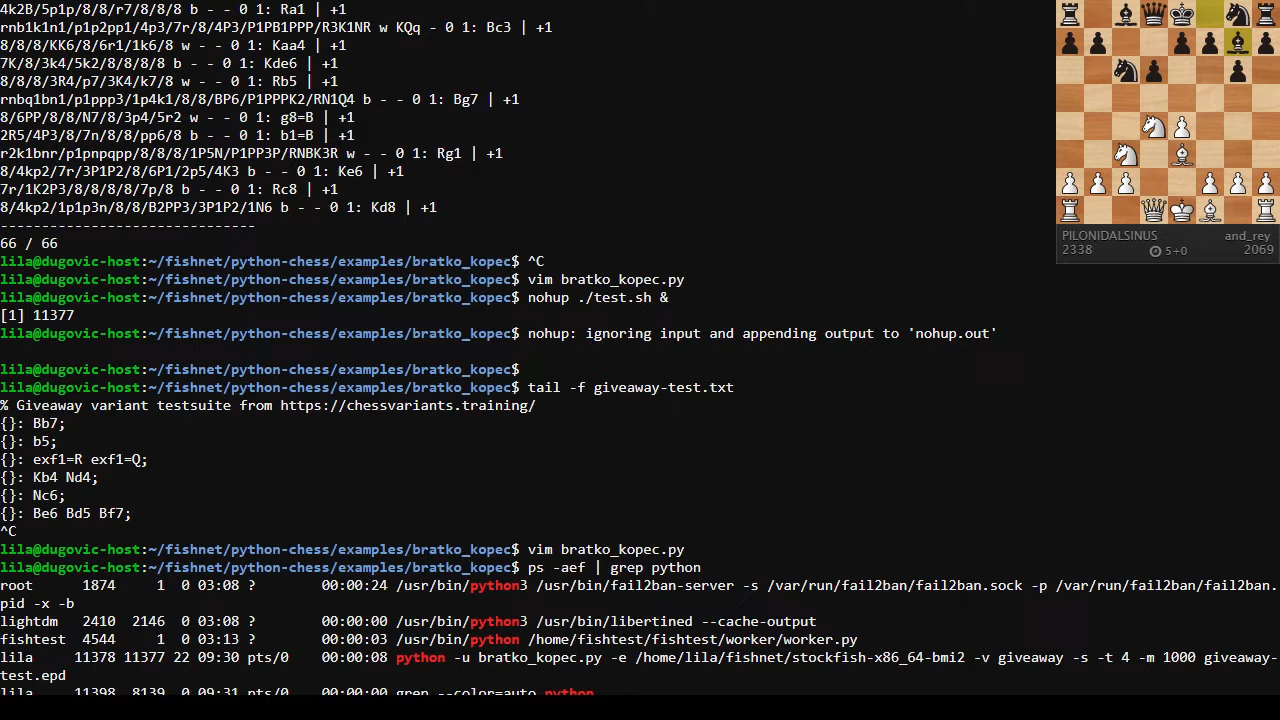 4k2B/5p1p/8/8/r7/8/8/8 b - - 0 1: Ra1 | +1
rnb1k1n1/p1p2pp1/4p3/7r/8/4P3/P1PB1PPP/R3K1NR w KQq - 0 1: Bc3 | +1
8/8/8/KK6/8/6r1/1k6/8 w - - 0 1: Kaa4 | +1
7K/8/3k4/5k2/8/8/8/8 b - - 0 1: Kde6 | +1
8/8/8/3R4/p7/3K4/k7/8 w - - 0 1: Rb5 | +1
rnbq1bn1/p1ppp3/1p4k1/8/8/BP6/P1PPPK2/RN1Q4 b - - 0 1: Bg7 | +1
8/6PP/8/8/N7/8/3p4/5r2 w - - 0 1: g8=B | +1
2R5/4P3/8/7n/8/8/pp6/8 b - - 0 1: b1=B | +1
r2k1bnr/p1pnpqpp/8/8/8/1P5N/P1PP3P/RNBK3R w - - 0 1: Rg1 | +1
8/4kp2/7r/3P1P2/8/6P1/2p5/4K3 b - - 0 1: Ke6 | +1
7r/1K2P3/8/8/8/8/7p/8 b - - 0 1: Rc8 | +1
8/4kp2/1p1p3n/8/8/B2PP3/3P1P2/1N6 b - - 0 1: Kd8 | +1
-------------------------------
66 / 66
lila@dugovic-host:~/fishnet/python-chess/examples/bratko_kopec$ ^C
lila@dugovic-host:~/fishnet/python-chess/examples/bratko_kopec$ vim bratko_kopec.py
lila@dugovic-host:~/fishnet/python-chess/examples/bratko_kopec$ nohup ./test.sh &
[1] 11377
lila@dugovic-host:~/fishnet/python-chess/examples/bratko_kopec$ nohup: ignoring input and appending output to 'nohup.out'
lila@dugovic-host:~/fishnet/python-chess/examples/bratko_kopec$
lila@dugovic-host:~/fishnet/python-chess/examples/bratko_kopec$ tail -f giveaway-test.txt
% Giveaway variant testsuite from https://chessvariants.training/
{}: Bb7;
{}: b5;
{}: exf1=R exf1=Q;
{}: Kb4 Nd4;
{}: Nc6;
{}: Be6 Bd5 Bf7;
^C
lila@dugovic-host:~/fishnet/python-chess/examples/bratko_kopec$ vim bratko_kopec.py
lila@dugovic-host:~/fishnet/python-chess/examples/bratko_kopec$ ps -aef | grep python
root 1874 1 0 03:08 ? 00:00:24 /usr/bin/python3 /usr/bin/fail2ban-server -s /var/run/fail2ban/fail2ban.sock -p /var/run/fail2ban/fail2ban.
pid -x -b
lightdm 2410 2146 0 03:08 ? 00:00:00 /usr/bin/python3 /usr/bin/libertined --cache-output
fishtest 4544 1 0 03:13 ? 00:00:03 /usr/bin/python /home/fishtest/fishtest/worker/worker.py
lila 11378 11377 22 09:30 pts/0 00:00:08 python -u bratko_kopec.py -e /home/lila/fishnet/stockfish-x86_64-bmi2 -v giveaway -s -t 4 -m 1000 giveaway-
test.epd
lila 11398 8139 0 09:31 pts/0 00:00:00 grep --color=auto python
PILONIDALSINUS and_rey
2338 5+0 2069